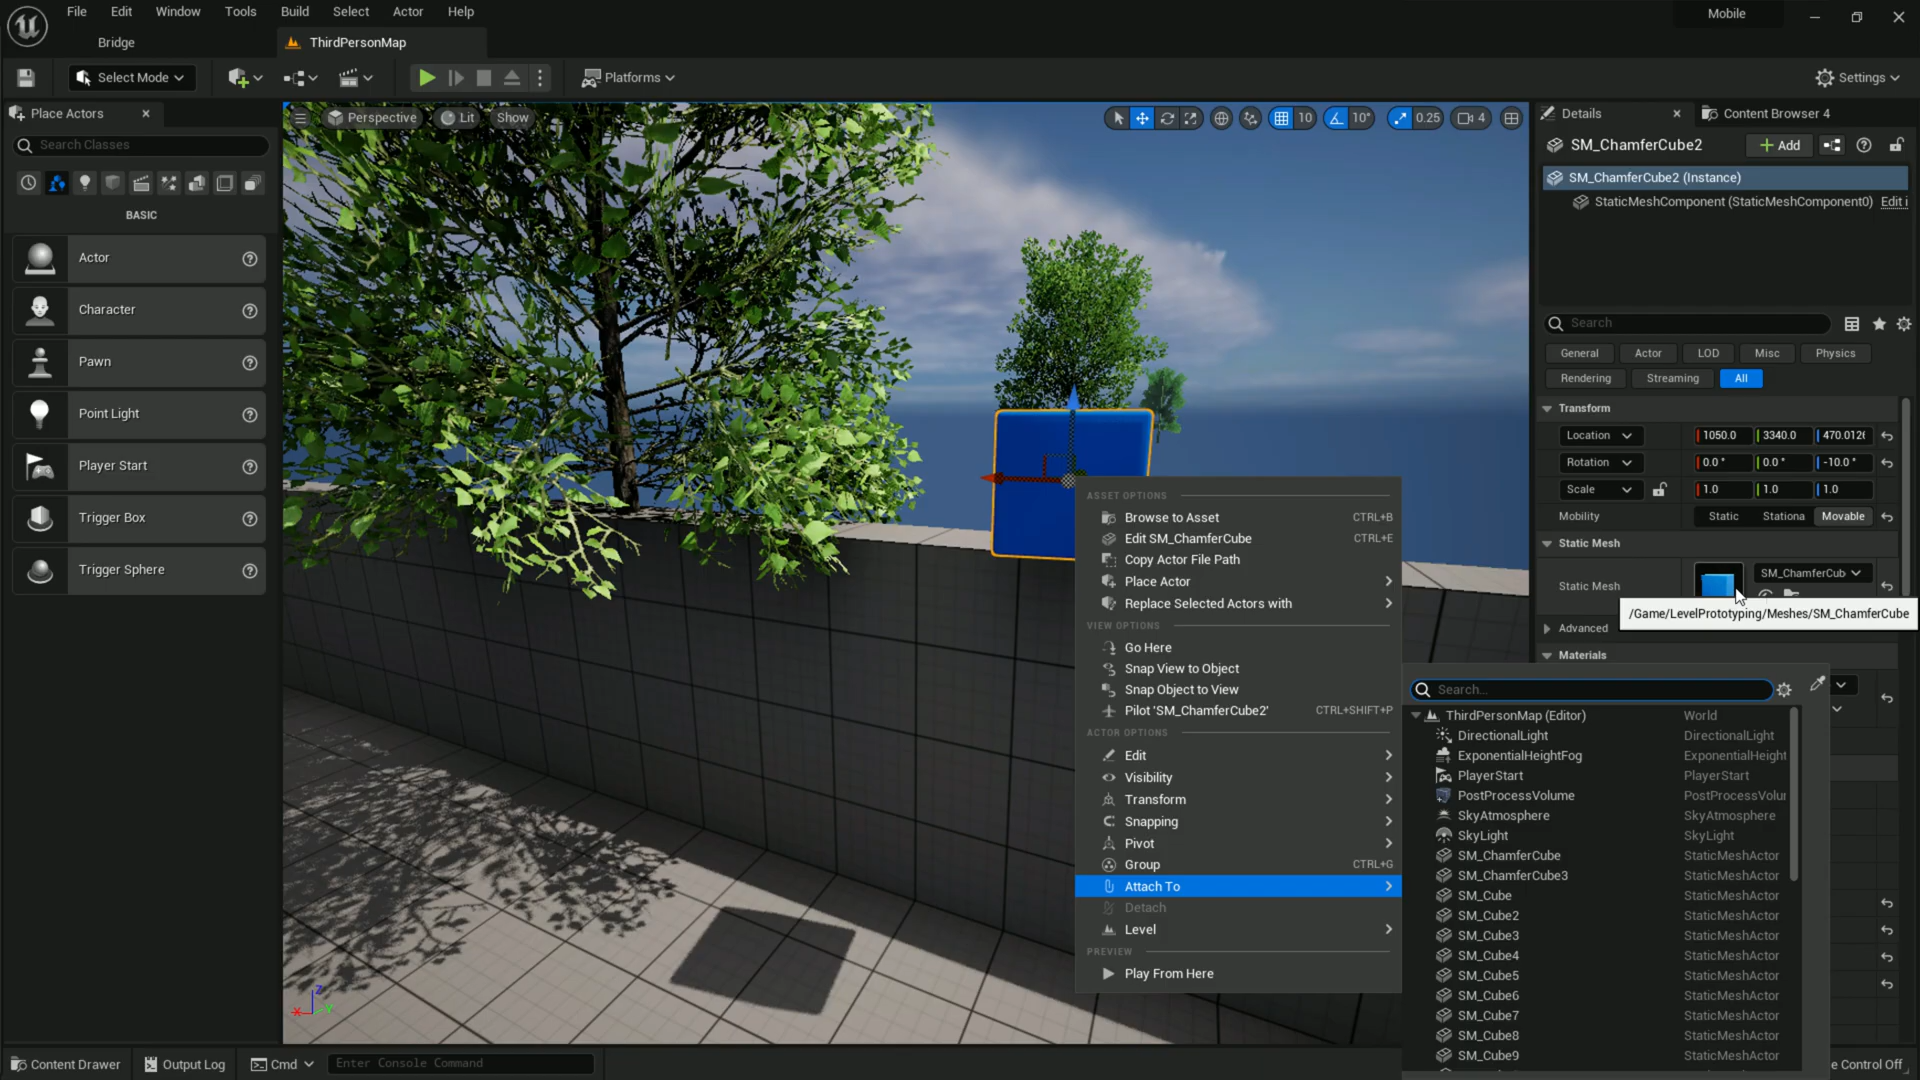 File Edit Window Tools Build Select Actor Help
Mobile
Bridge
ThirdPersonMap
Select Mode
Platforms
Settings
Place Actors
Search Classes
BASIC
Actor
Character
Pawn
Point Light
Player Start
Trigger Box
Trigger Sphere
Perspective Lit Show
10 10° 0.25 4
ASSET OPTIONS
Browse to Asset CTRL+B
Edit SM_ChamferCube CTRL+E
Copy Actor File Path
Place Actor
Replace Selected Actors with
VIEW OPTIONS
Go Here
Snap View to Object
Snap Object to View
Pilot 'SM_ChamferCube2' CTRL+SHIFT+P
ACTOR OPTIONS
Edit
Visibility
Transform
Snapping
Pivot
Group CTRL+G
Attach To
Detach
Level
PREVIEW
Play From Here
Z
X
Y
Details
Content Browser 4
SM_ChamferCube2
Add
SM_ChamferCube2 (Instance)
StaticMeshComponent (StaticMeshComponent0) Edit i
Search
General Actor LOD Misc Physics
Rendering Streaming All
Transform
Location 1050.0 3340.0 470.012
Rotation 0.0 ° 0.0 ° -10.0 °
Scale 1.0 1.0 1.0
Mobility Static Stationa Movable
Static Mesh
Static Mesh SM_ChamferCub
/Game/LevelPrototyping/Meshes/SM_ChamferCube
Advanced
Materials
Search...
ThirdPersonMap (Editor) World
DirectionalLight DirectionalLight
ExponentialHeightFog ExponentialHeight
PlayerStart PlayerStart
PostProcessVolume PostProcessVolur
SkyAtmosphere SkyAtmosphere
SkyLight SkyLight
SM_ChamferCube StaticMeshActor
SM_ChamferCube3 StaticMeshActor
SM_Cube StaticMeshActor
SM_Cube2 StaticMeshActor
SM_Cube3 StaticMeshActor
SM_Cube4 StaticMeshActor
SM_Cube5 StaticMeshActor
SM_Cube6 StaticMeshActor
SM_Cube7 StaticMeshActor
SM_Cube8 StaticMeshActor
SM_Cube9 StaticMeshActor
Content Drawer
Output Log
Cmd
Enter Console Command
e Control Off